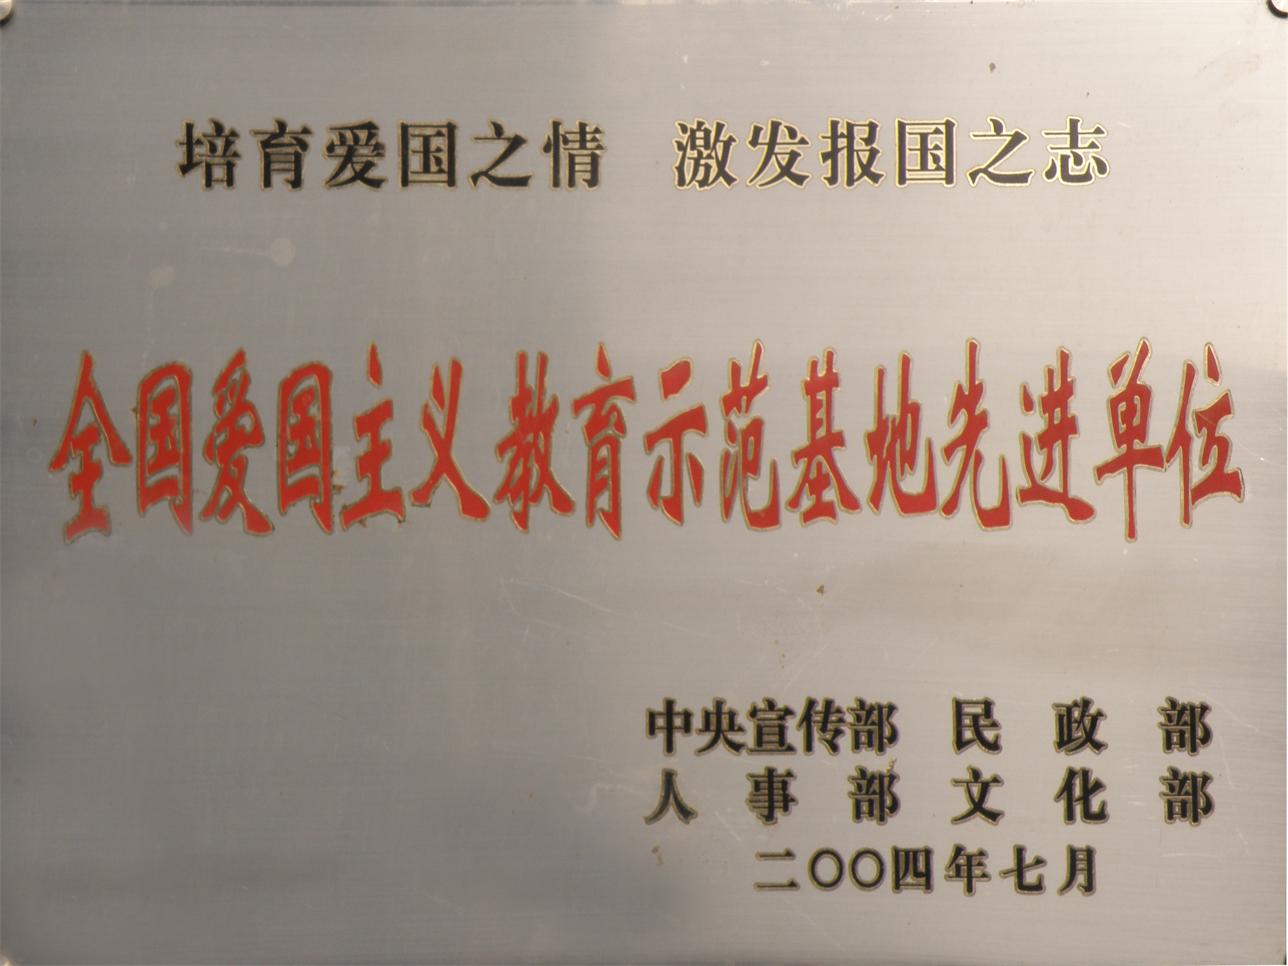 培育爱国之情 激发报国之志
全国爱国主义教育示范基地先进单位
中央宣传部 民政部
人事部 文化部
二〇〇四年七月